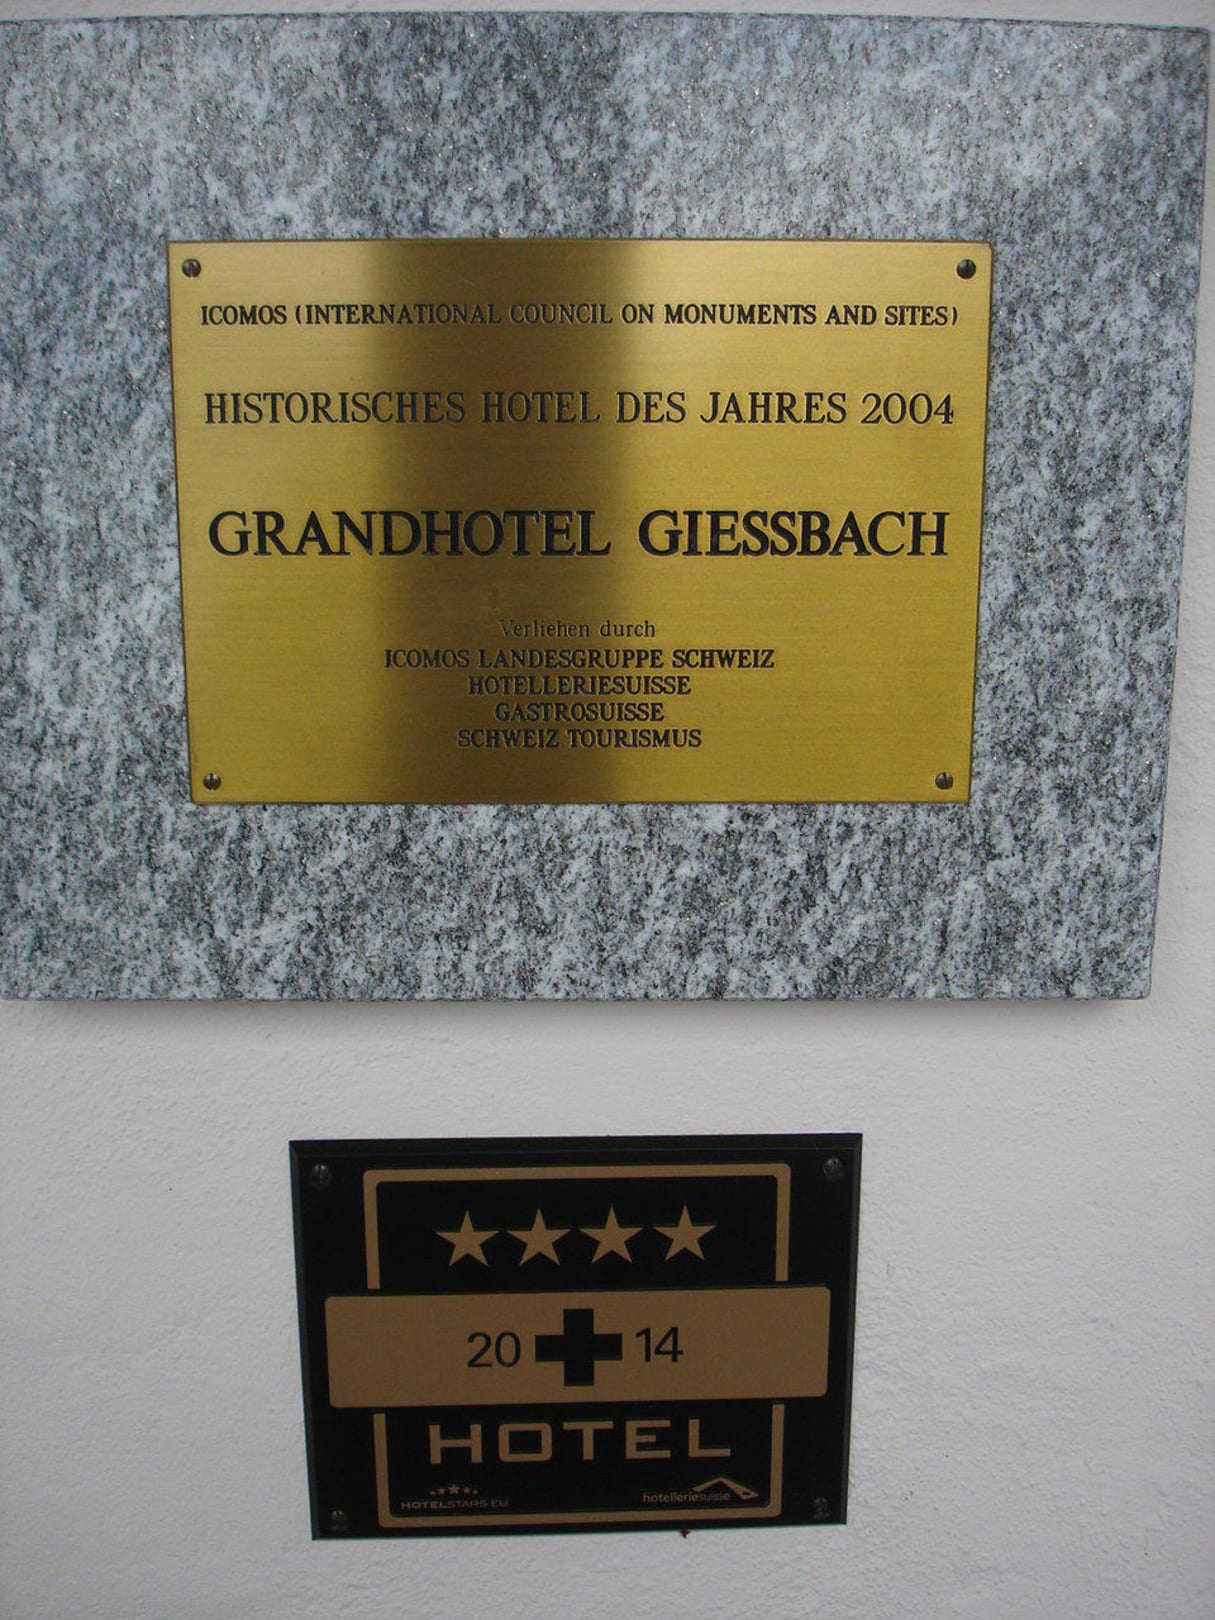 ICOMOS (INTERNATIONAL COUNCIL ON MONUMENTS AND SITES)
HISTORISCHES HOTEL DES JAHRES 2004
GRANDHOTEL GIESSBACH
Verliehen durch
ICOMOS LANDESGRUPPE SCHWEIZ
HOTELLERIESUISSE
GASTROSUISSE
SCHWEIZ TOURISMUS
20 14
HOTEL
HOTELSTARS.EU hotelleriesuisse